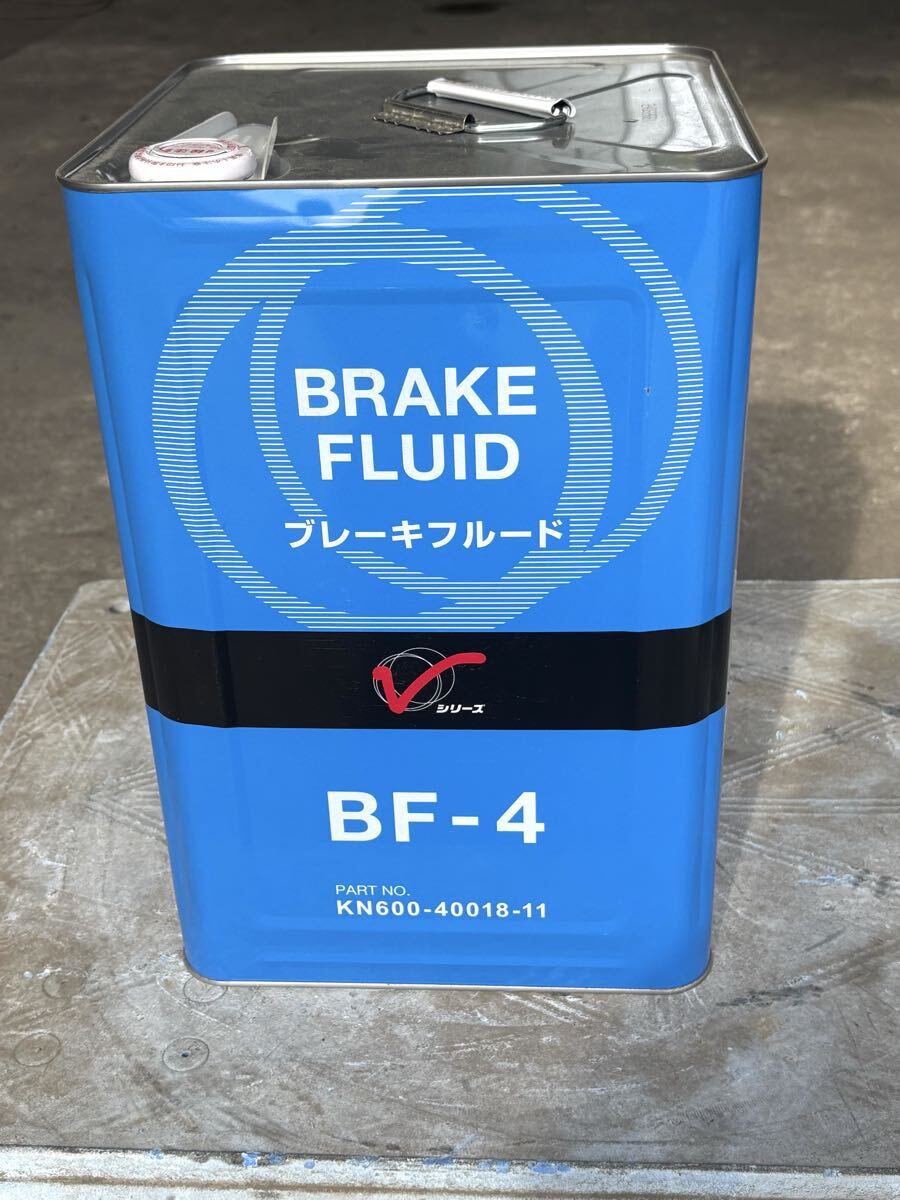 BRAKE
FLUID
ブレーキフルード
V
シリーズ
BF-4
PART NO.
KN600-40018-11